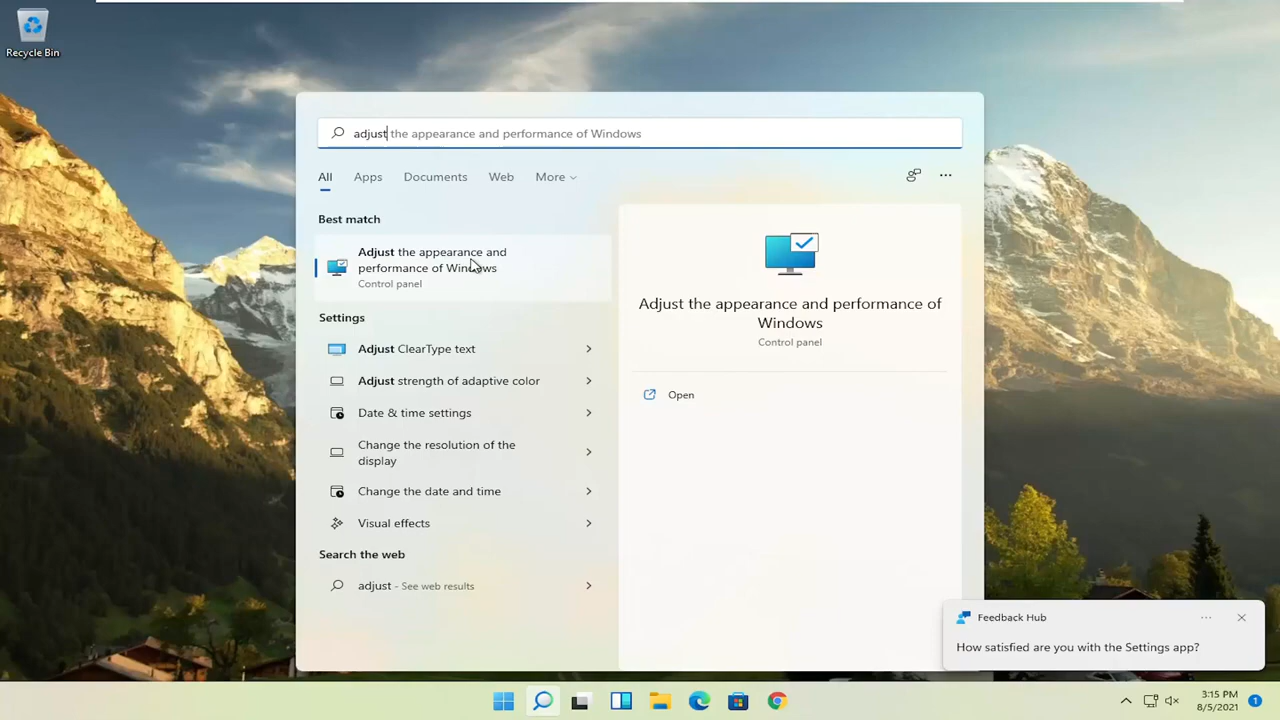 Recycle Bin
adjust the appearance and performance of Windows
All Apps Documents Web More
Best match
Adjust the appearance and
performance of Windows
Control panel
Settings
Adjust ClearType text
Adjust strength of adaptive color
Date & time settings
Change the resolution of the
display
Change the date and time
Visual effects
Search the web
adjust - See web results
Adjust the appearance and performance of
Windows
Control panel
Open
Feedback Hub
How satisfied are you with the Settings app?
3:15 PM
8/5/2021
1